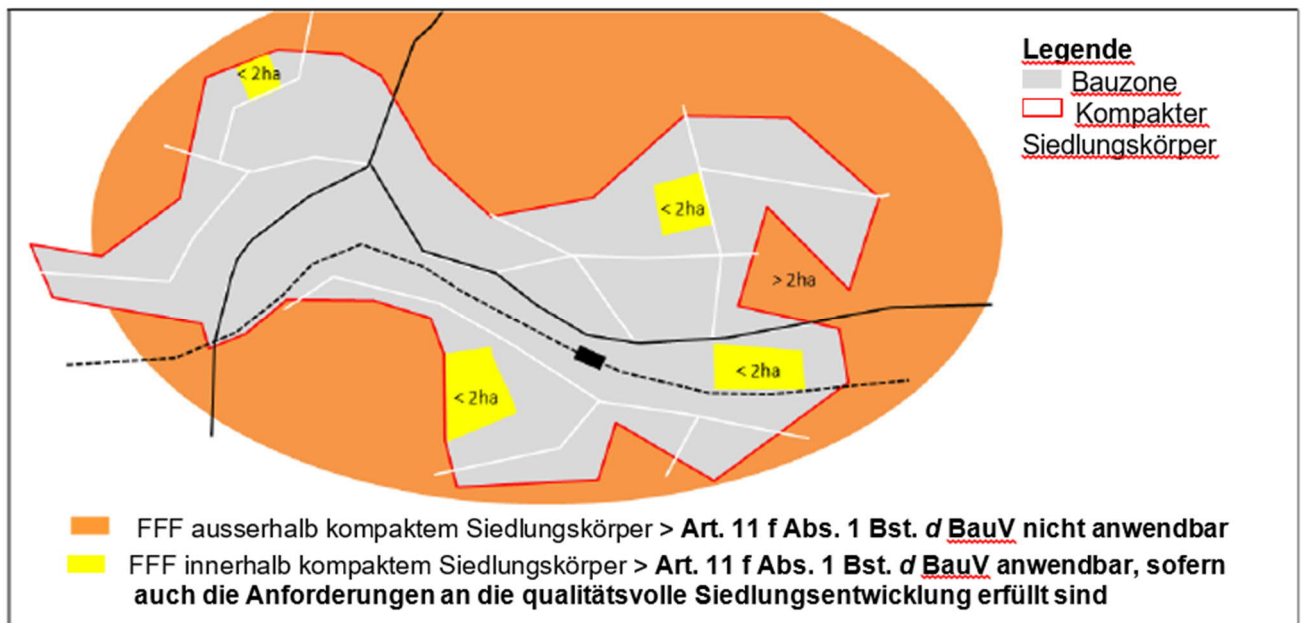 < 2ha
Legende
Bauzone
Kompakter
Siedlungskörper
< 2ha
> 2ha
< 2ha
< 2ha
FFF ausserhalb kompaktem Siedlungskörper > Art. 11 f Abs. 1 Bst. d BauV nicht anwendbar
FFF innerhalb kompaktem Siedlungskörper > Art. 11 f Abs. 1 Bst. d BauV anwendbar, sofern
auch die Anforderungen an die qualitätsvolle Siedlungsentwicklung erfüllt sind